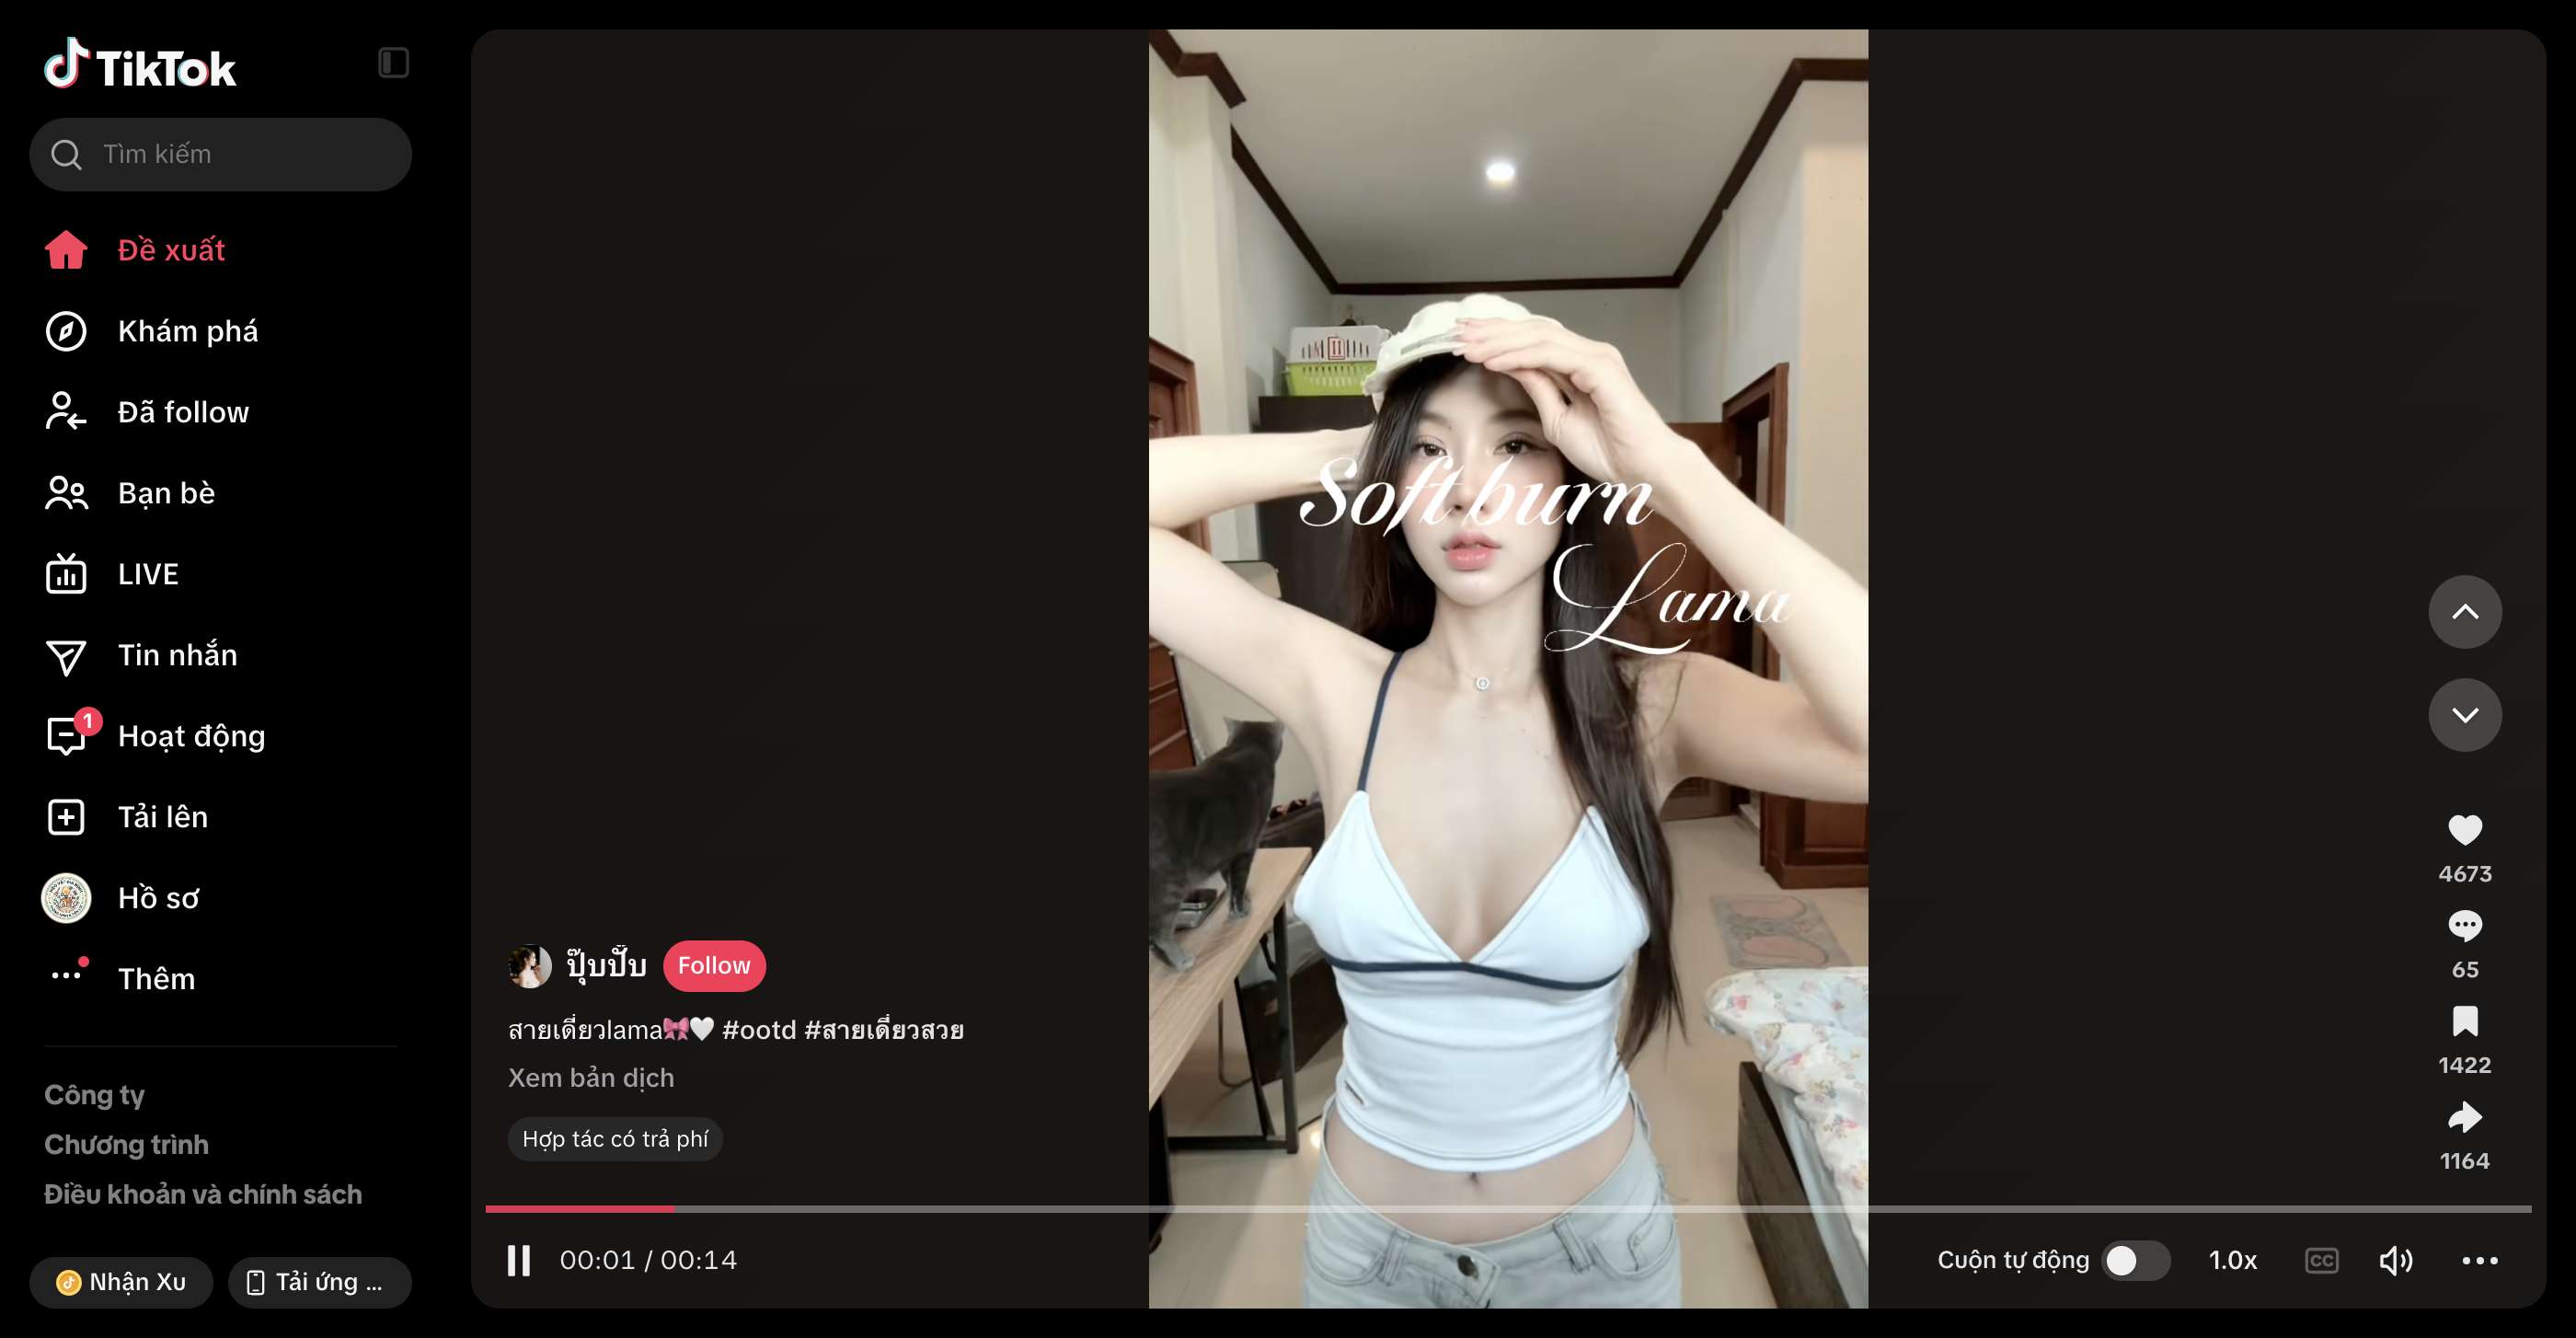 TikTok
Tìm kiếm
Đề xuất
Khám phá
Đã follow
Bạn bè
LIVE
Tin nhắn
1
Hoạt động
Tải lên
Hồ sơ
Thêm
Công ty
Chương trình
Điều khoản và chính sách
Nhận Xu
Tải ứng ...
Soft burn
Lama
ปุ๊บปั๊บ Follow
สายเดี่ยวlama🎀🤍 #ootd #สายเดี่ยวสวย
Xem bản dịch
Hợp tác có trả phí
4673
65
1422
1164
00:01 / 00:14
Cuộn tự động
1.0x
CC